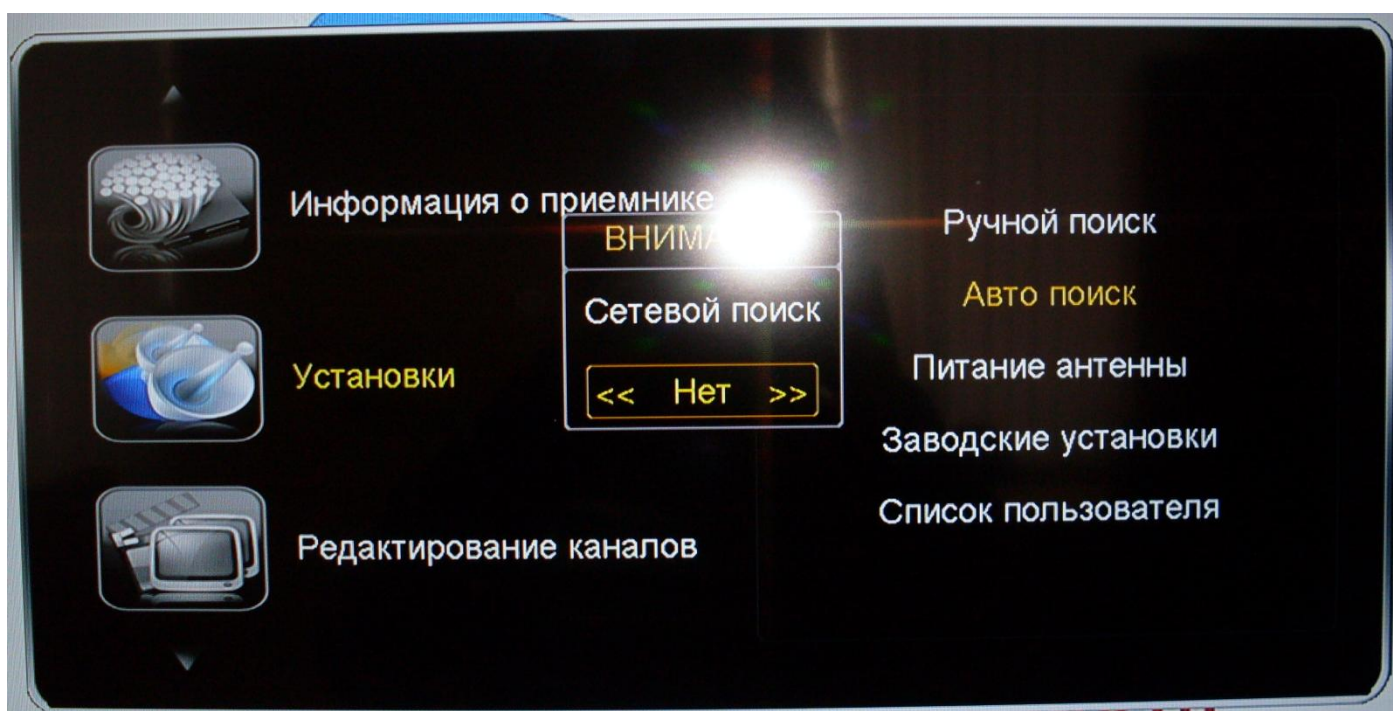 Информация о приемнике
Установки
Редактирование каналов
Сетевой поиск
<< Нет >>
Ручной поиск
Авто поиск
Питание антенны
Заводские установки
Список пользователя